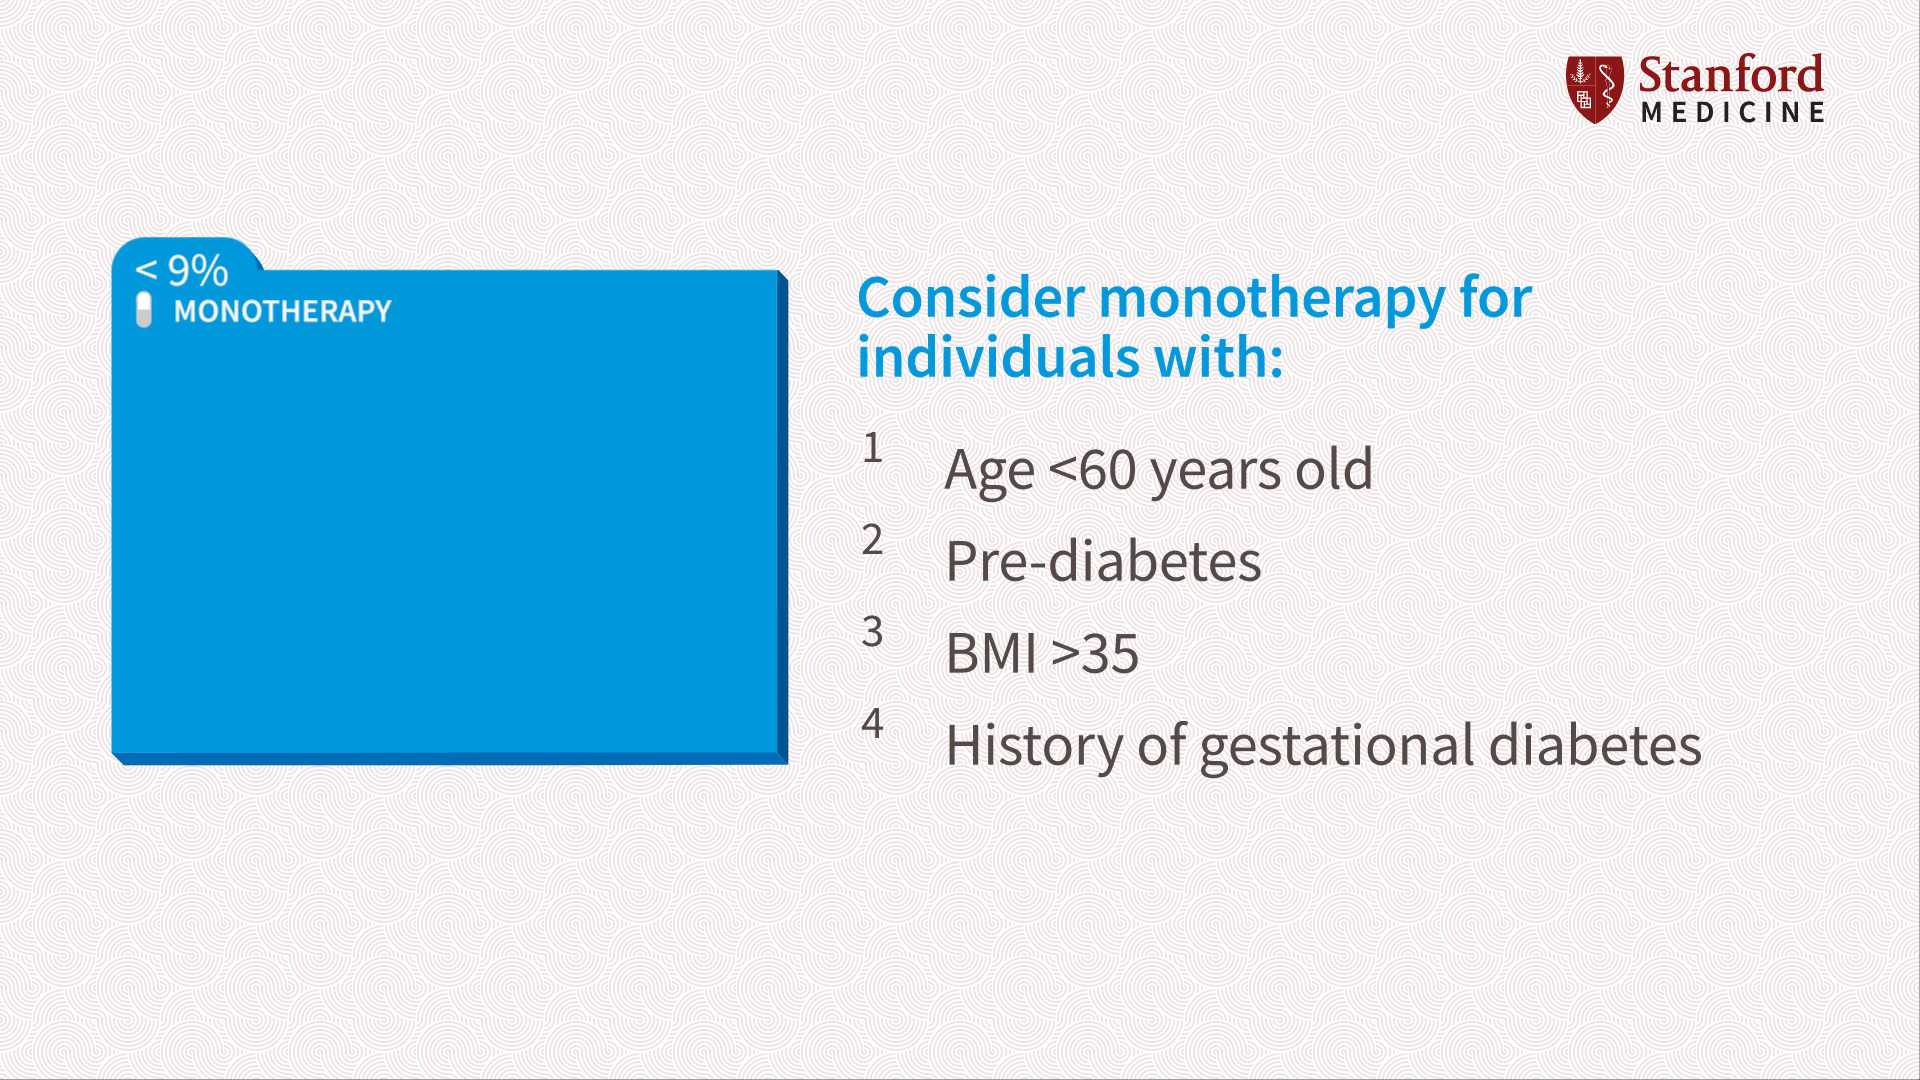 Stanford
MEDICINE
< 9%
MONOTHERAPY
Consider monotherapy for
individuals with:
1 Age <60 years old
2 Pre-diabetes
3 BMI >35
4 History of gestational diabetes